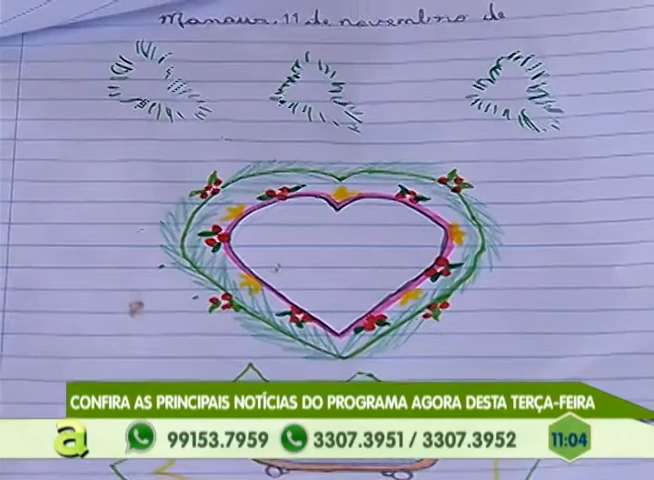 Manaus, 11 de novembro de
CONFIRA AS PRINCIPAIS NOTÍCIAS DO PROGRAMA AGORA DESTA TERÇA-FEIRA
a 99153.7959 3307.3951 / 3307.3952 11:04